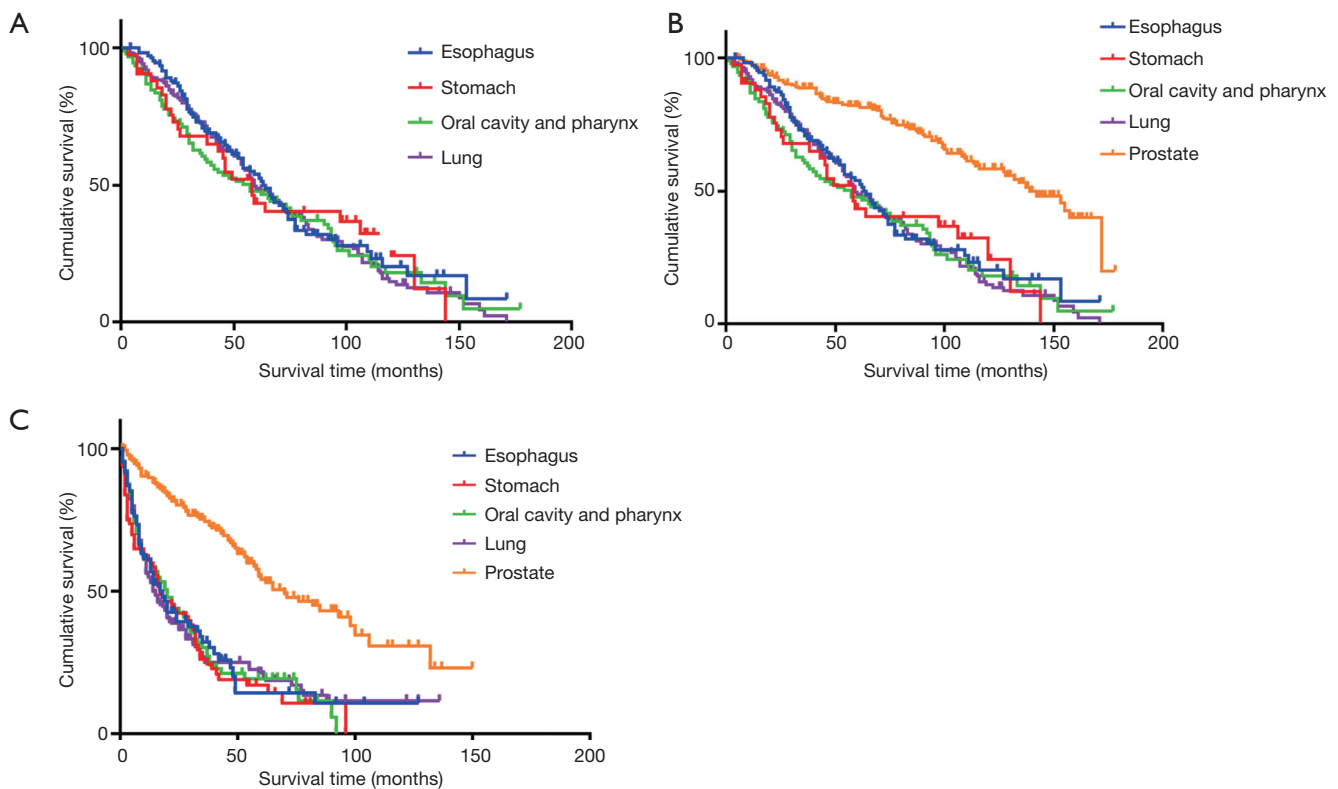 A
Cumulative survival (%)
100
50
0
0 50 100 150 200
Survival time (months)
Esophagus
Stomach
Oral cavity and pharynx
Lung
B
Cumulative survival (%)
100
50
0
0 50 100 150 200
Survival time (months)
Esophagus
Stomach
Oral cavity and pharynx
Lung
Prostate
C
Cumulative survival (%)
100
50
0
0 50 100 150 200
Survival time (months)
Esophagus
Stomach
Oral cavity and pharynx
Lung
Prostate